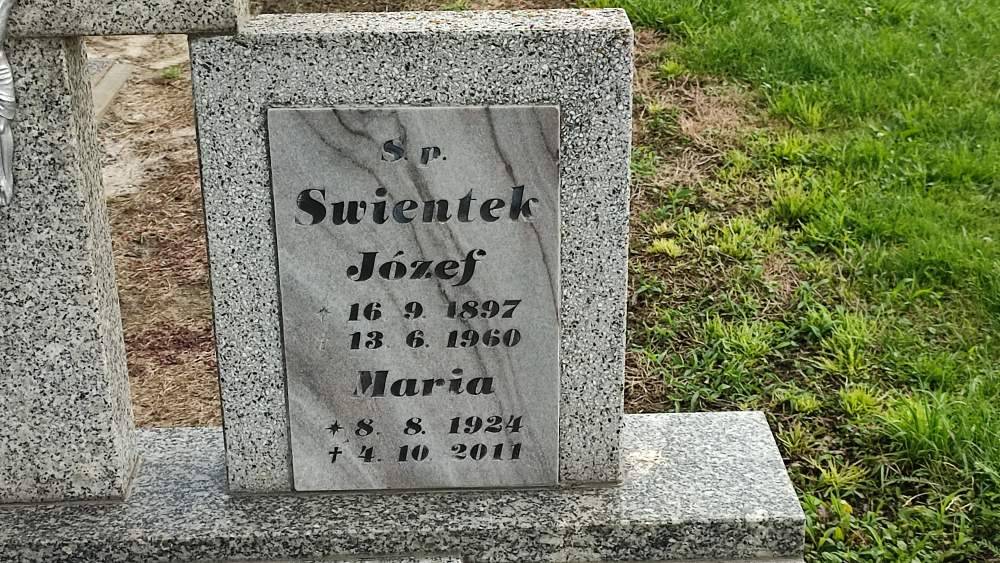 S. p.
Swientek
Józef
* 16 9. 1897
13. 6. 1960
Maria
* 8. 8. 1924
† 4. 10. 2011